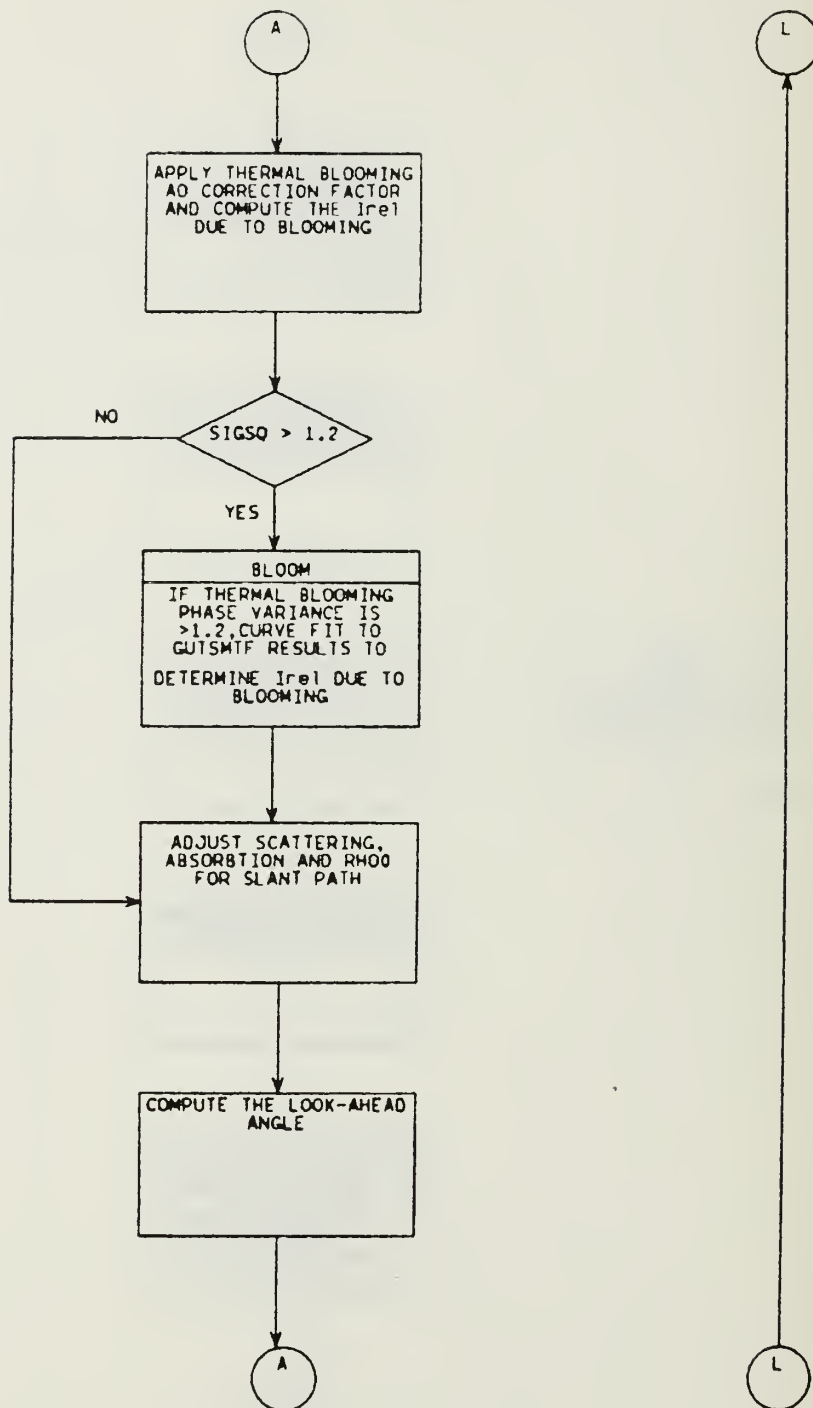 A
L
APPLY THERMAL BLOOMING
AO CORRECTION FACTOR
AND COMPUTE THE Irel
DUE TO BLOOMING
NO
SIGSQ > 1.2
YES
BLOOM
IF THERMAL BLOOMING
PHASE VARIANCE IS
>1.2,CURVE FIT TO
GUTSMTF RESULTS TO
DETERMINE Irel DUE TO
BLOOMING
ADJUST SCATTERING,
ABSORBTION AND RHOO
FOR SLANT PATH
COMPUTE THE LOOK-AHEAD
ANGLE
A
L